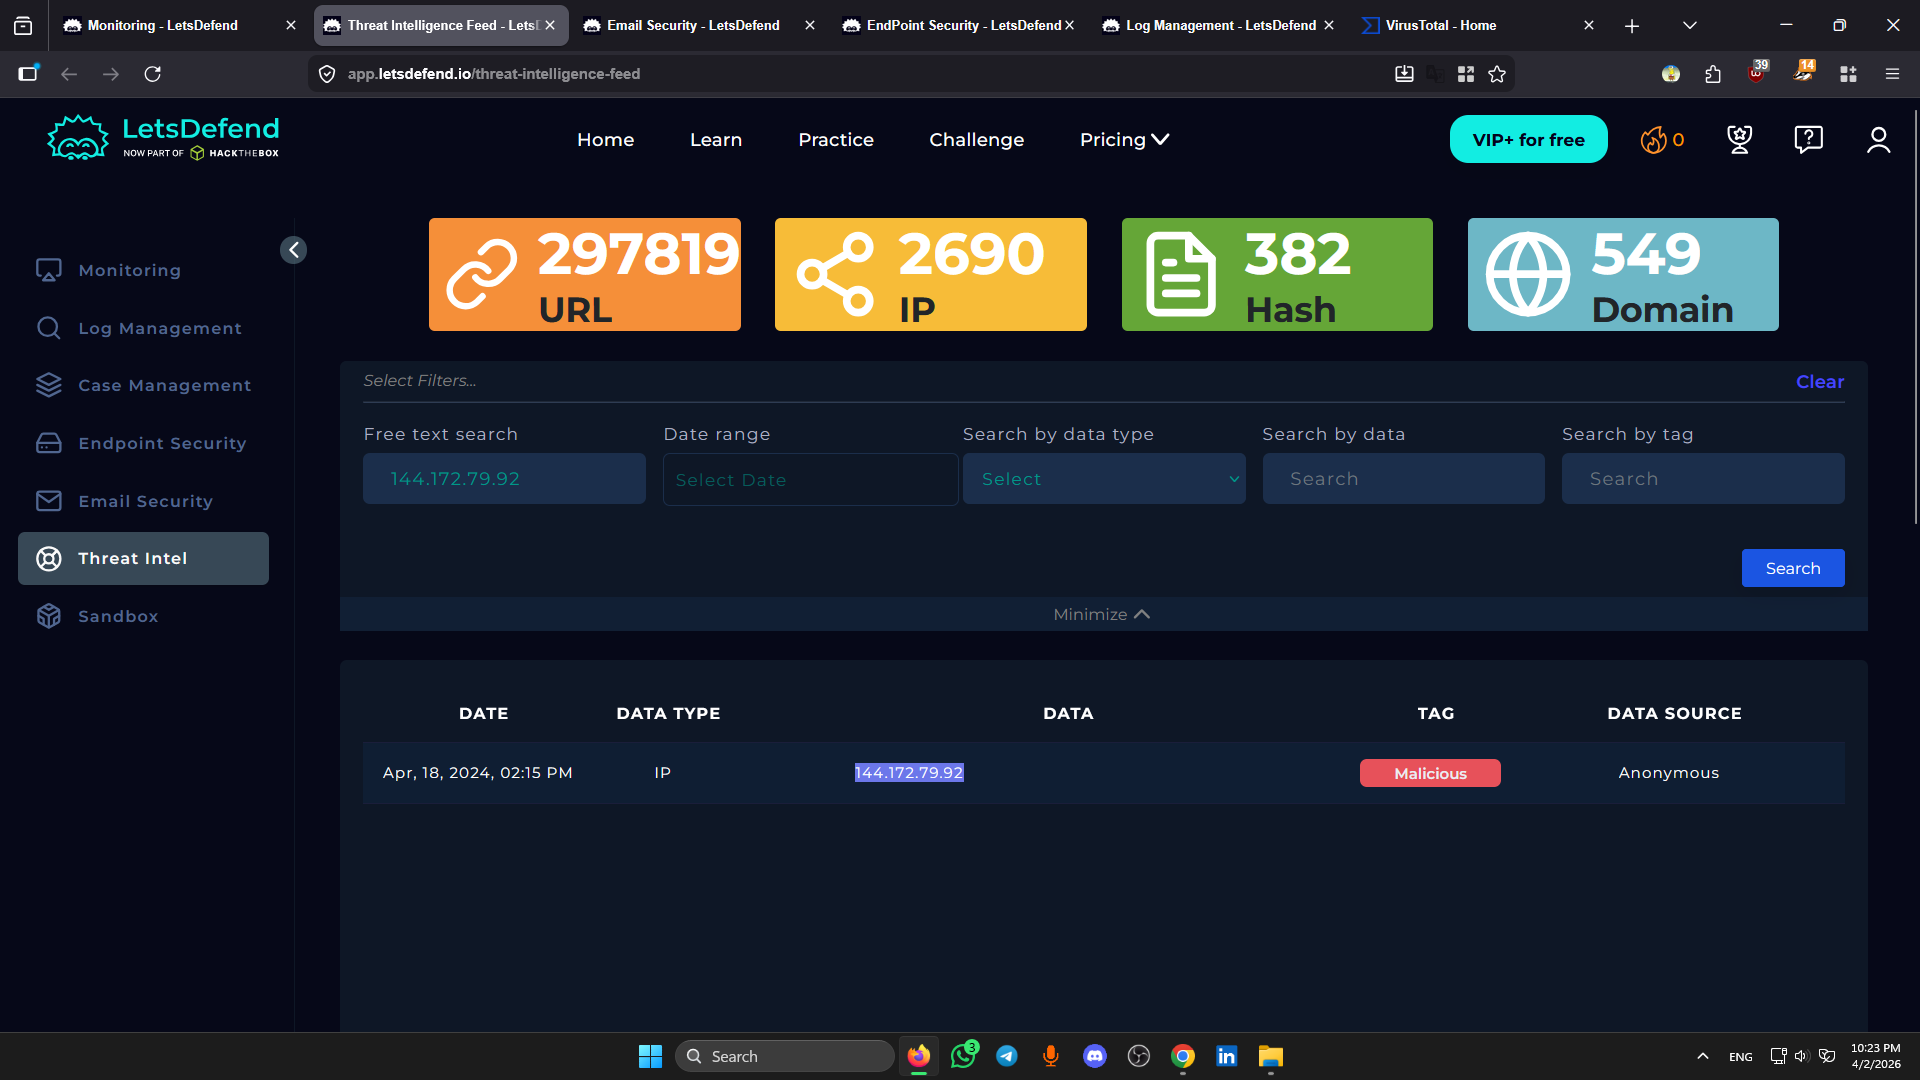 Monitoring - LetsDefend
Threat Intelligence Feed - LetsD
Email Security - LetsDefend
EndPoint Security - LetsDefend
Log Management - LetsDefend
VirusTotal - Home
app.letsdefend.io/threat-intelligence-feed
39
14
LetsDefend
NOW PART OF HACKTHEBOX
Home
Learn
Practice
Challenge
Pricing
VIP+ for free
0
Monitoring
Log Management
Case Management
Endpoint Security
Email Security
Threat Intel
Sandbox
297819
URL
2690
IP
382
Hash
549
Domain
Select Filters...
Clear
Free text search
Date range
Search by data type
Search by data
Search by tag
144.172.79.92
Select Date
Select
Search
Search
Search
Minimize
DATE DATA TYPE DATA TAG DATA SOURCE
Apr, 18, 2024, 02:15 PM IP 144.172.79.92 Malicious Anonymous
Search
3
ENG
10:23 PM
4/2/2026